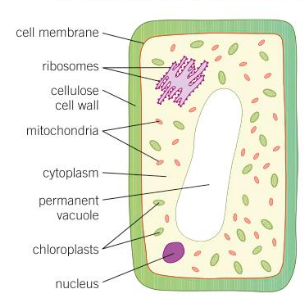 cell membrane
ribosomes
cellulose
cell wall
mitochondria
cytoplasm
permanent
vacuole
chloroplasts
nucleus